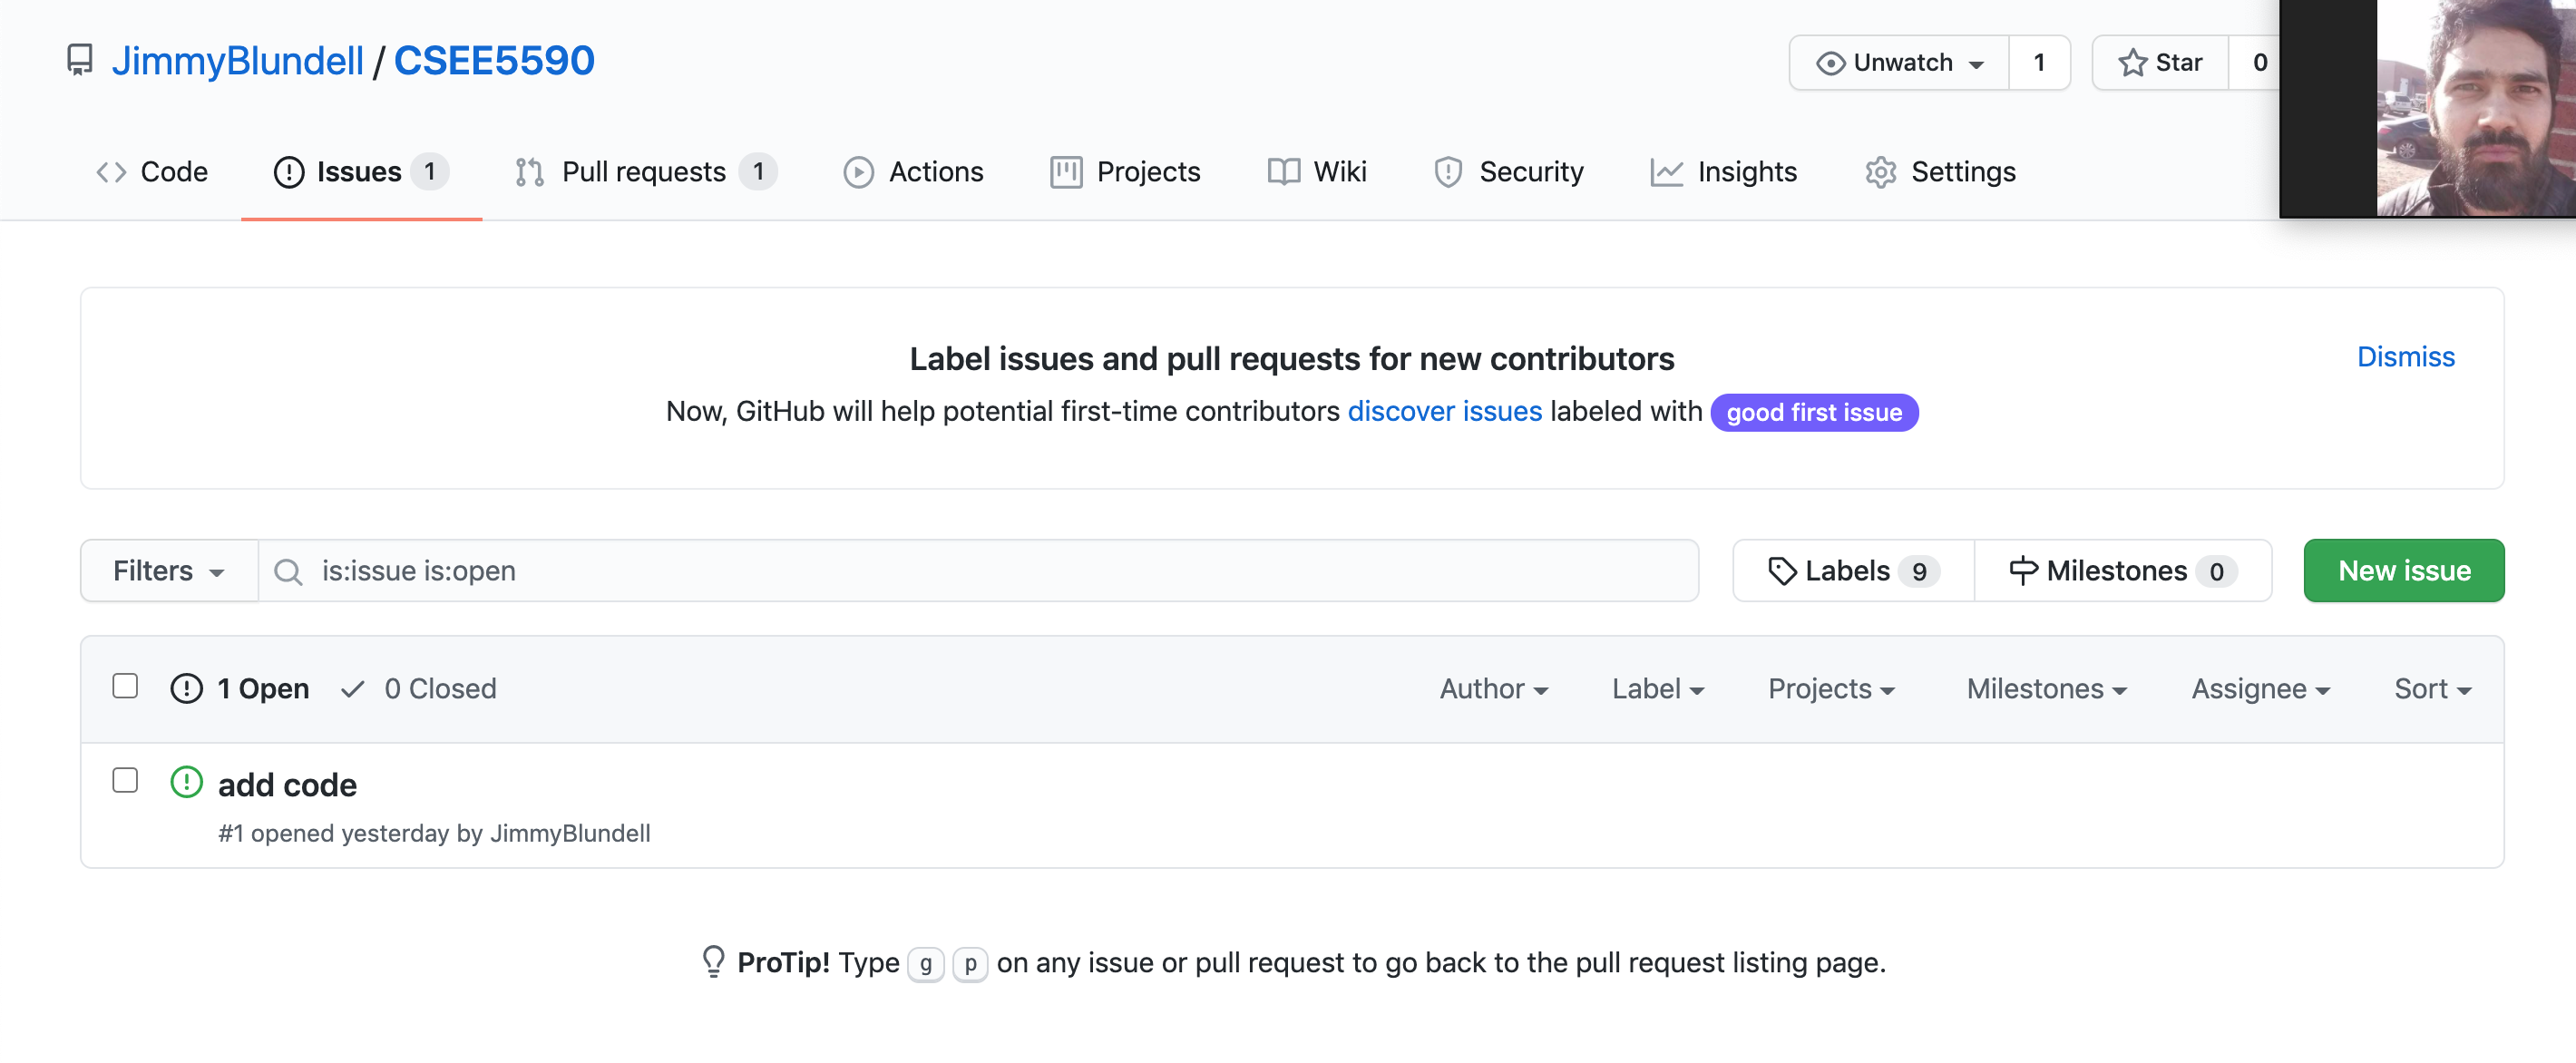 JimmyBlundell / CSEE5590
Unwatch 1 Star 0
Code Issues 1 Pull requests 1 Actions Projects Wiki Security Insights Settings
Label issues and pull requests for new contributors
Dismiss
Now, GitHub will help potential first-time contributors discover issues labeled with good first issue
Filters is:issue is:open Labels 9 Milestones 0 New issue
1 Open 0 Closed Author Label Projects Milestones Assignee Sort
add code
#1 opened yesterday by JimmyBlundell
ProTip! Type g p on any issue or pull request to go back to the pull request listing page.